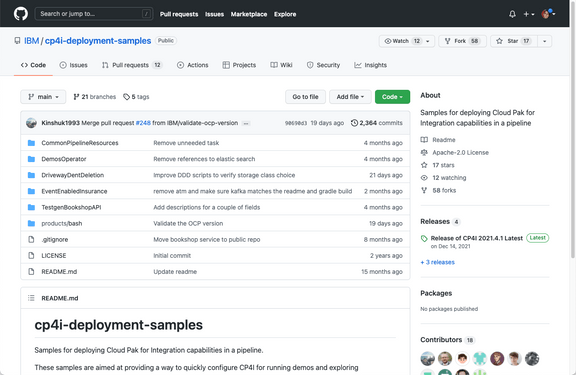 Search or jump to...
/
Pull requests
Issues
Marketplace
Explore
IBM / cp4i-deployment-samples
Public
Watch 12
Fork 58
Star 17
Code
Issues
Pull requests 12
Actions
Projects
Wiki
Security
Insights
main
21 branches
5 tags
Go to file
Add file
Code
Kinshuk1993 Merge pull request #248 from IBM/validate-ocp-version ...
90698d3 19 days ago
2,364 commits
CommonPipelineResources Remove unneeded task 4 months ago
DemosOperator Remove references to elastic search 4 months ago
DrivewayDentDeletion Improve DDD scripts to verify storage class choice 21 days ago
EventEnabledInsurance remove atm and make sure kafka matches the readme and gradle build 2 months ago
TestgenBookshopAPI Add descriptions for a couple of fields 4 months ago
products/bash Validate the OCP version 19 days ago
.gitignore Move bookshop service to public repo 8 months ago
LICENSE Initial commit 2 years ago
README.md Update readme 15 months ago
README.md
cp4i-deployment-samples
Samples for deploying Cloud Pak for Integration capabilities in a pipeline.
These samples are aimed at providing a way to quickly configure CP4I for running demos and exploring
About
Samples for deploying Cloud Pak for
Integration capabilities in a pipeline
Readme
Apache-2.0 License
17 stars
12 watching
58 forks
Releases 4
Release of CP4I 2021.4.1 Latest
Latest
on Dec 14, 2021
+ 3 releases
Packages
No packages published
Contributors 18